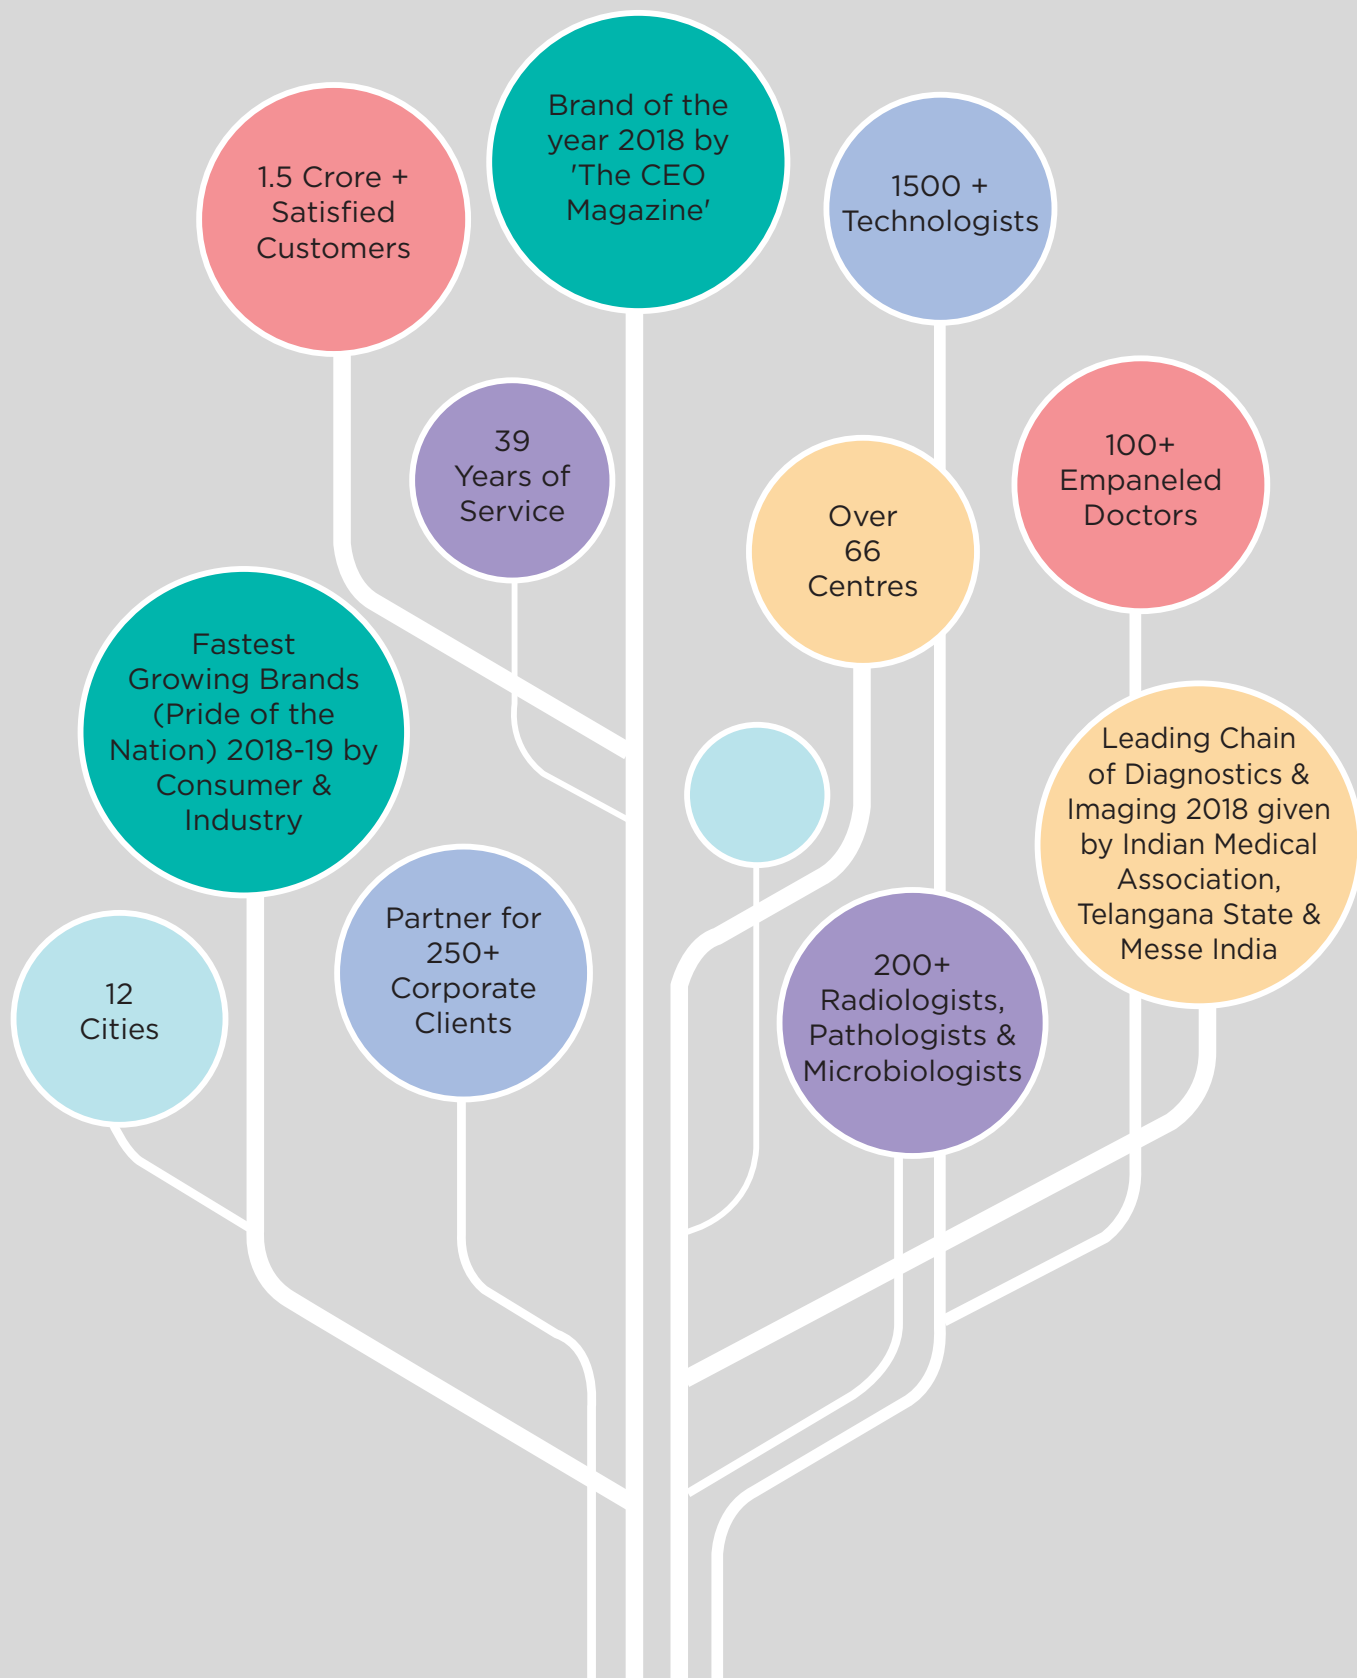 Brand of the
year 2018 by
'The CEO
Magazine'
1.5 Crore +
Satisfied
Customers
1500 +
Technologists
39
Years of
Service
100+
Empaneled
Doctors
Over
66
Centres
Fastest
Growing Brands
(Pride of the
Nation) 2018-19 by
Consumer &
Industry
Leading Chain
of Diagnostics &
Imaging 2018 given
by Indian Medical
Association,
Telangana State &
Messe India
Partner for
250+
Corporate
Clients
12
Cities
200+
Radiologists,
Pathologists &
Microbiologists